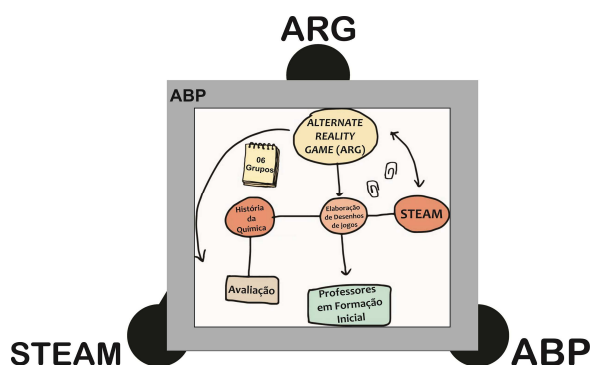 ARG
ABP
ALTERNATE
REALITY
GAME (ARG)
06
Grupos
História
da
Química
Elaboração
de Desenhos
de Jogos
STEAM
Avaliação
Professores
em Formação
Inicial
STEAM
ABP